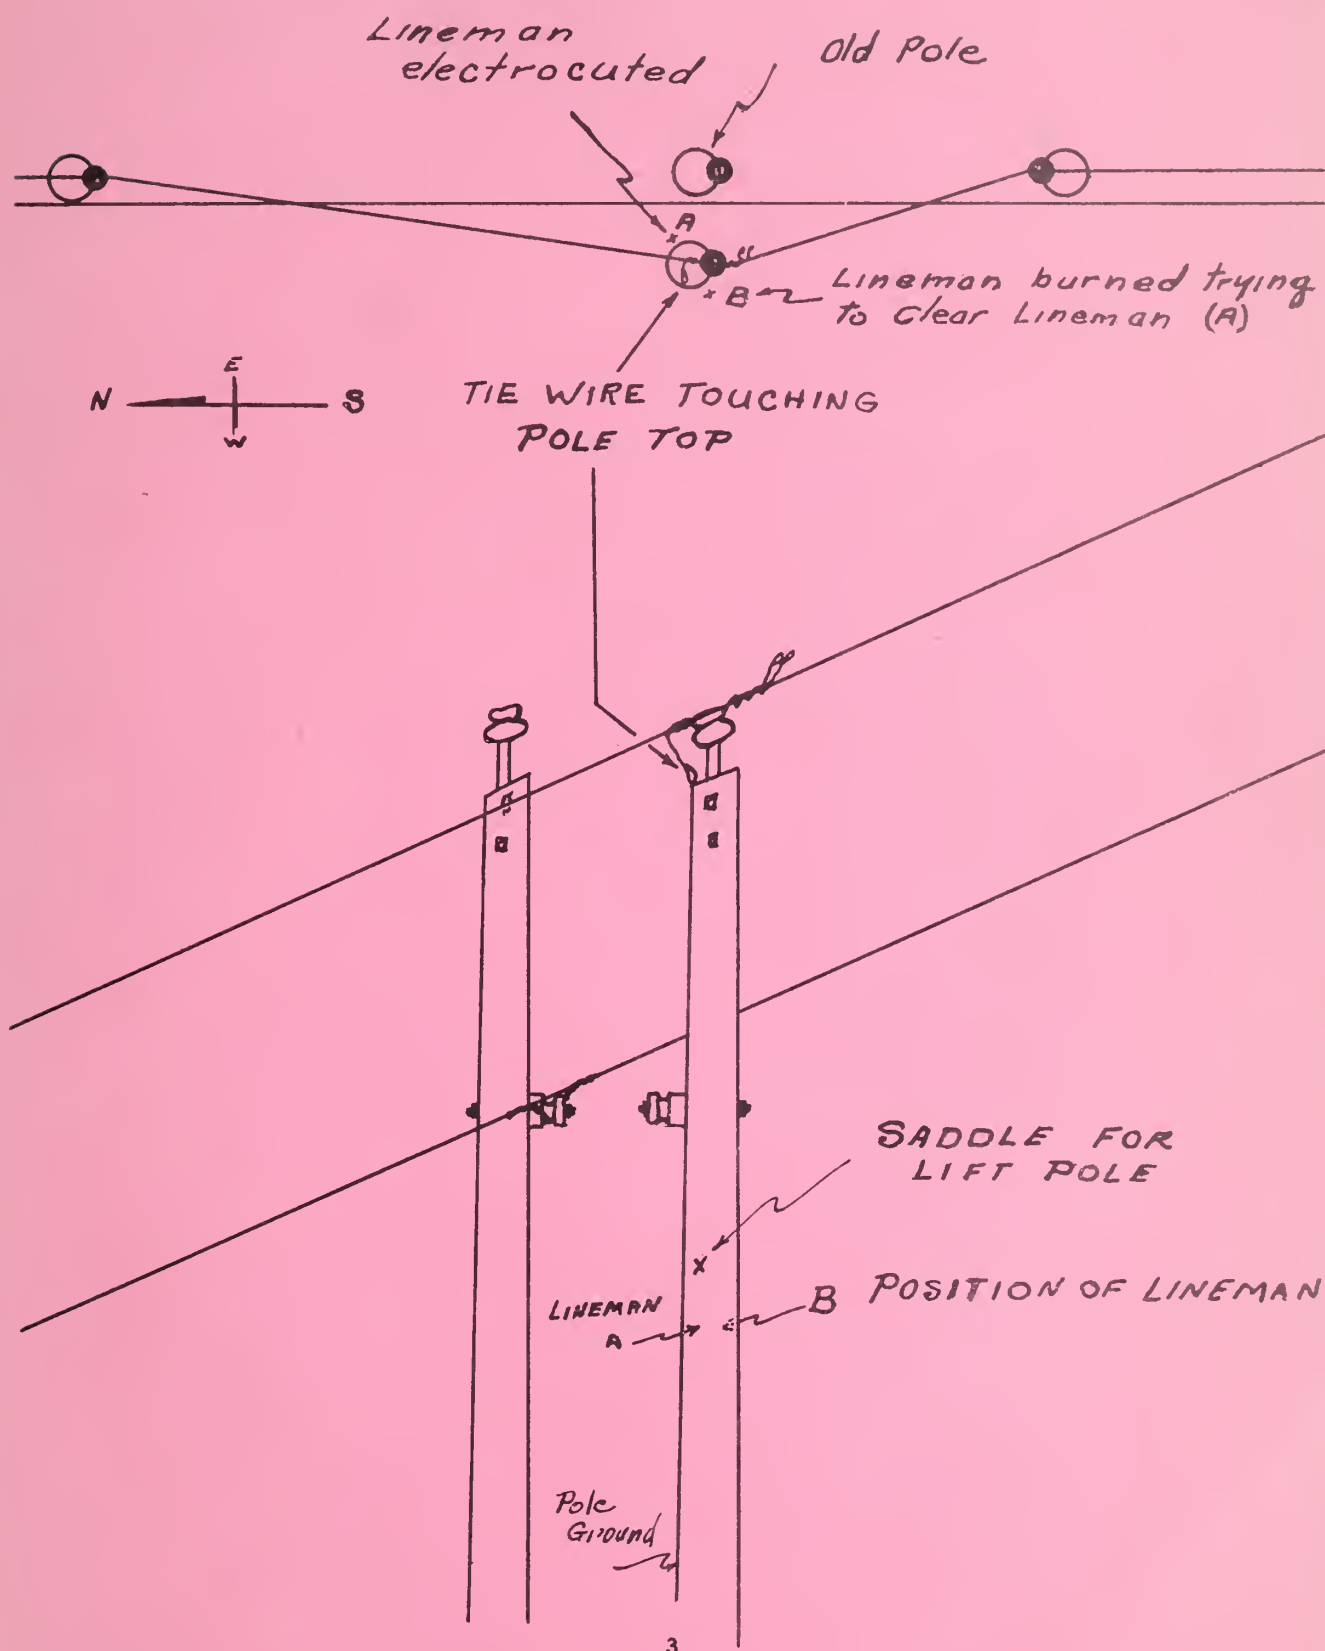 Lineman
electrocuted
Old Pole
A
B
Lineman burned trying
to Clear Lineman (A)
E
N
S
W
TIE WIRE TOUCHING
POLE TOP
SADDLE FOR
LIFT POLE
X
LINEMAN
A
B POSITION OF LINEMAN
Pole
Ground
3